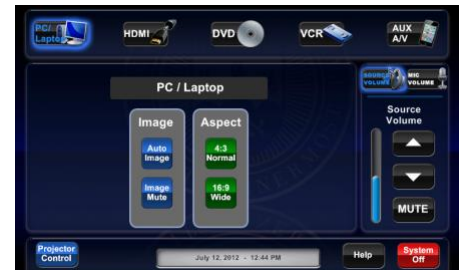 PC/
Laptop
HDMI
DVD
VCR
AUX
A/V
SOURCE
VOLUME
MIC
VOLUME
PC / Laptop
Image
Aspect
Auto
Image
4:3
Normal
Image
Mute
16:9
Wide
Source
Volume
MUTE
Projector
Control
July 12, 2012 - 12:44 PM
Help
System
Off